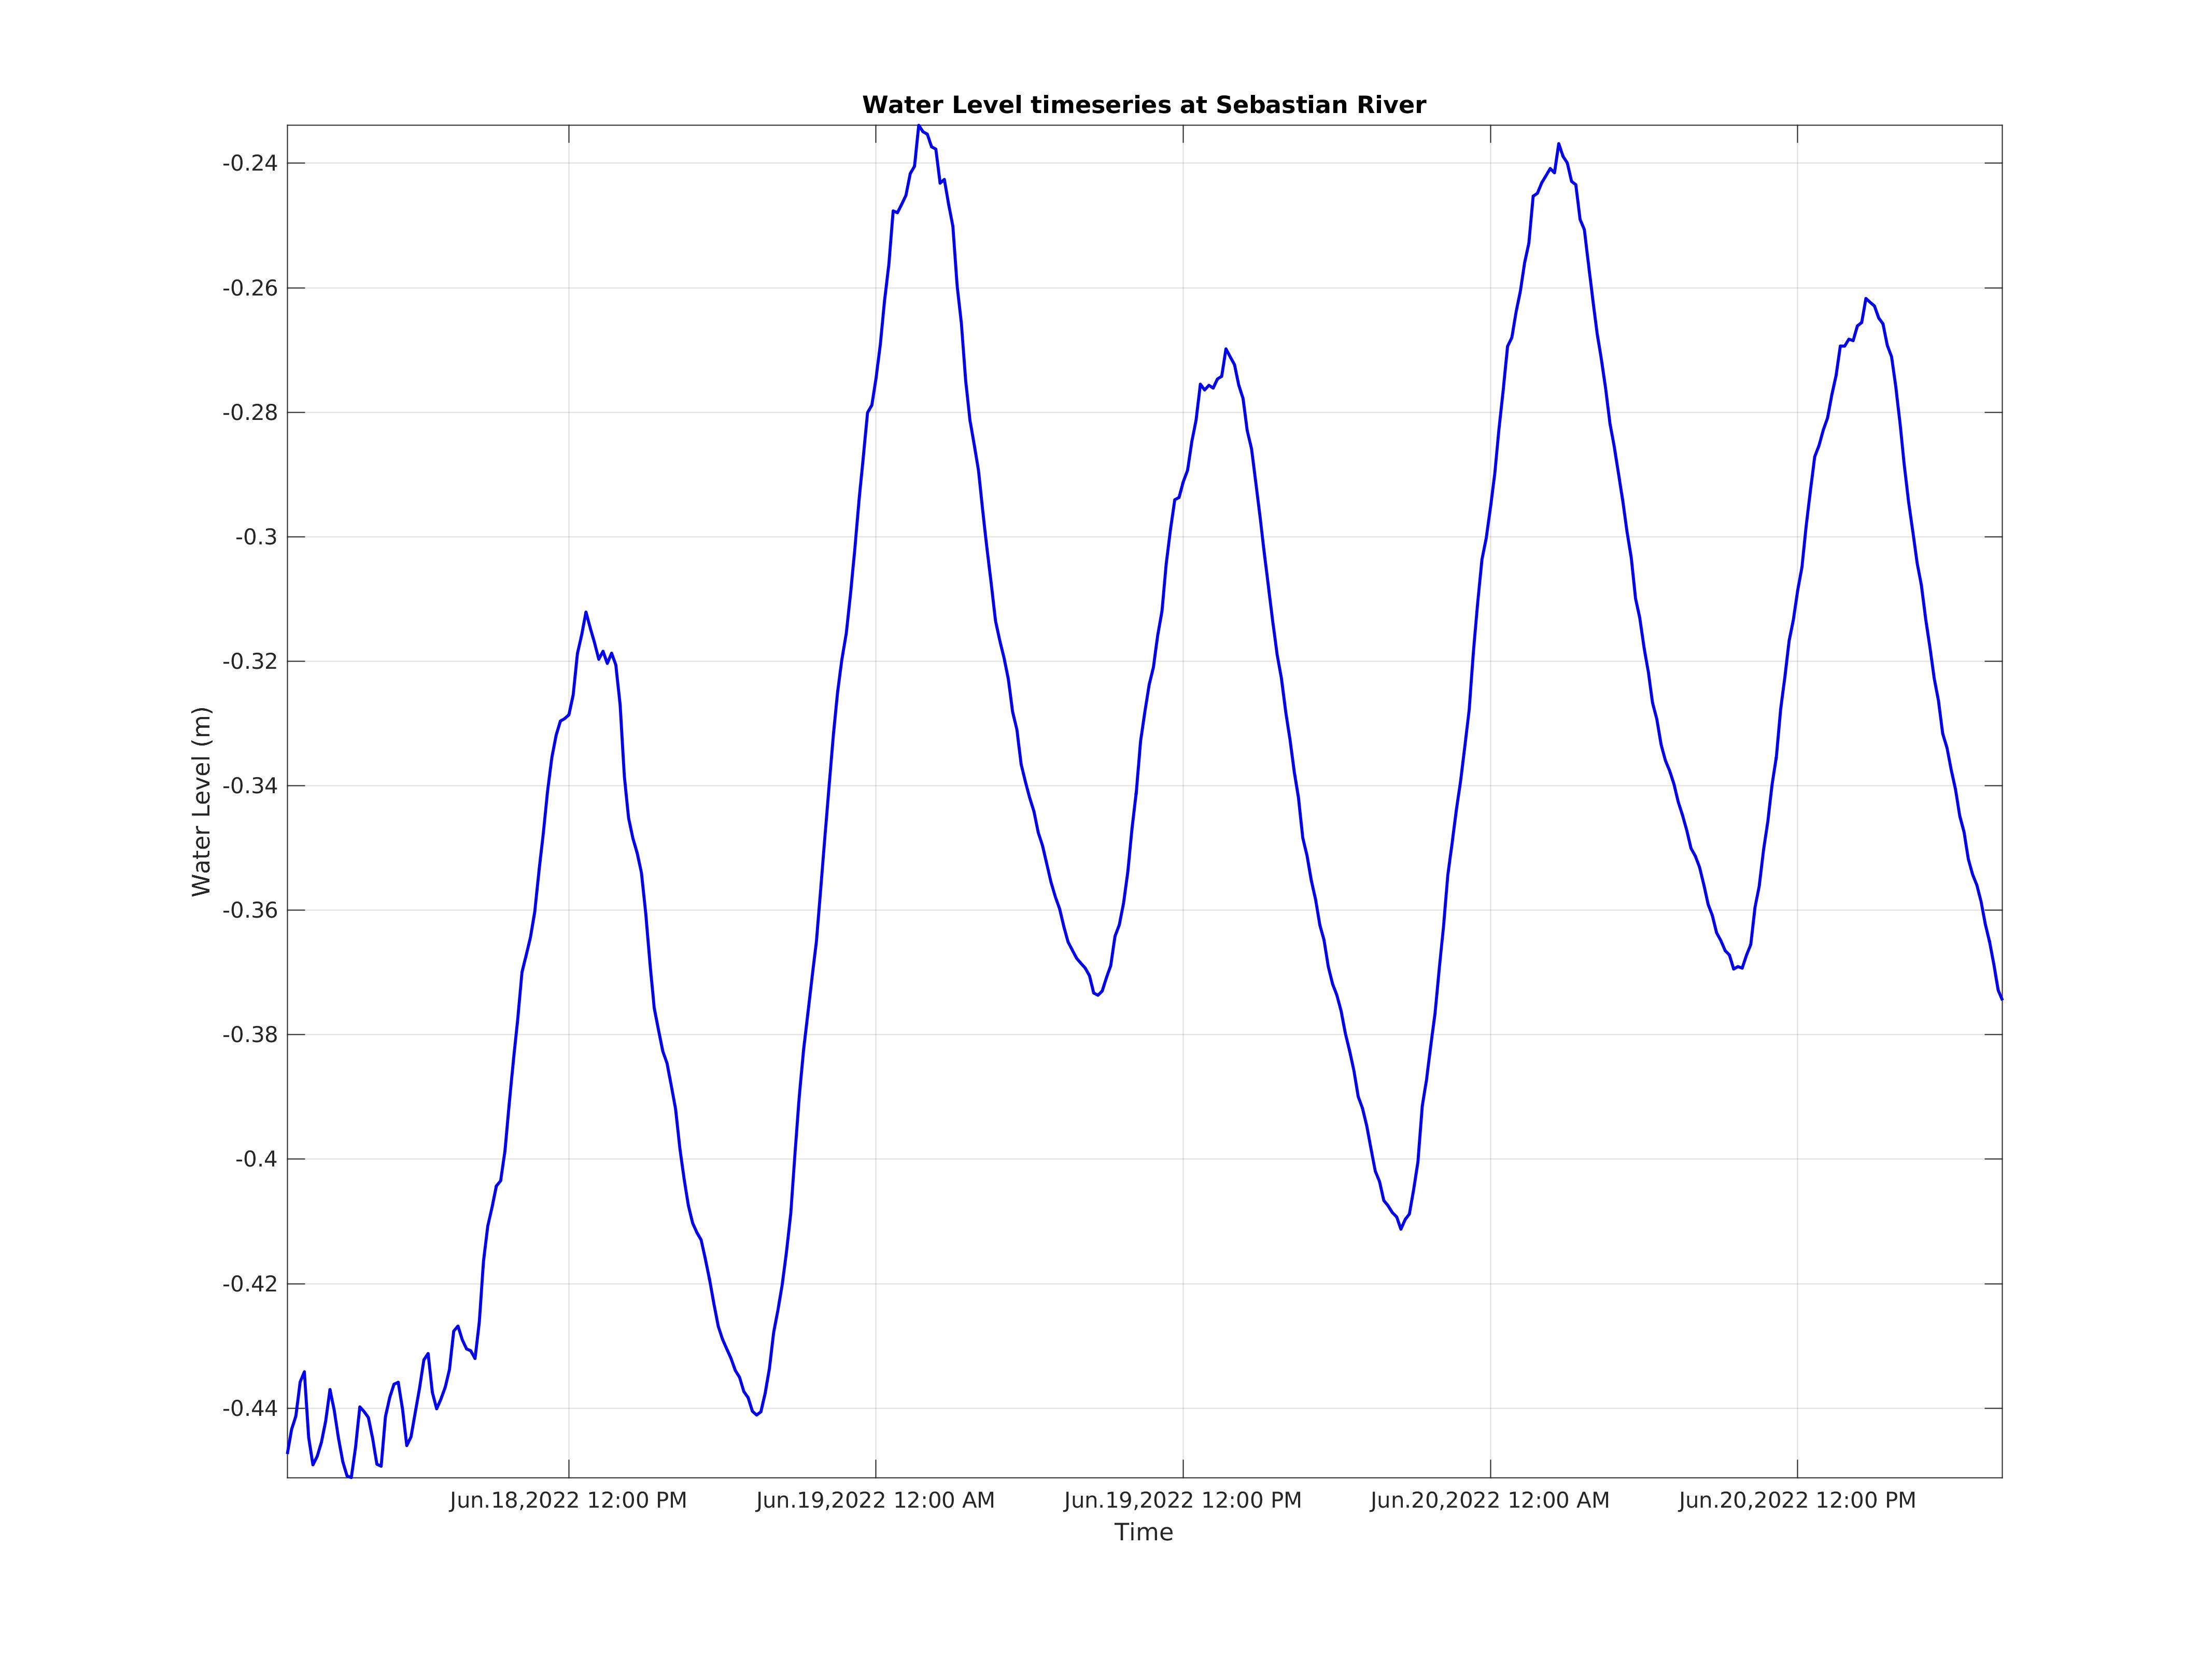 Water Level timeseries at Sebastian River
-0.24
-0.26
-0.28
-0.3
-0.32
-0.34
-0.36
-0.38
-0.4
-0.42
-0.44
Water Level (m)
Jun.18,2022 12:00 PM
Jun.19,2022 12:00 AM
Jun.19,2022 12:00 PM
Jun.20,2022 12:00 AM
Jun.20,2022 12:00 PM
Time